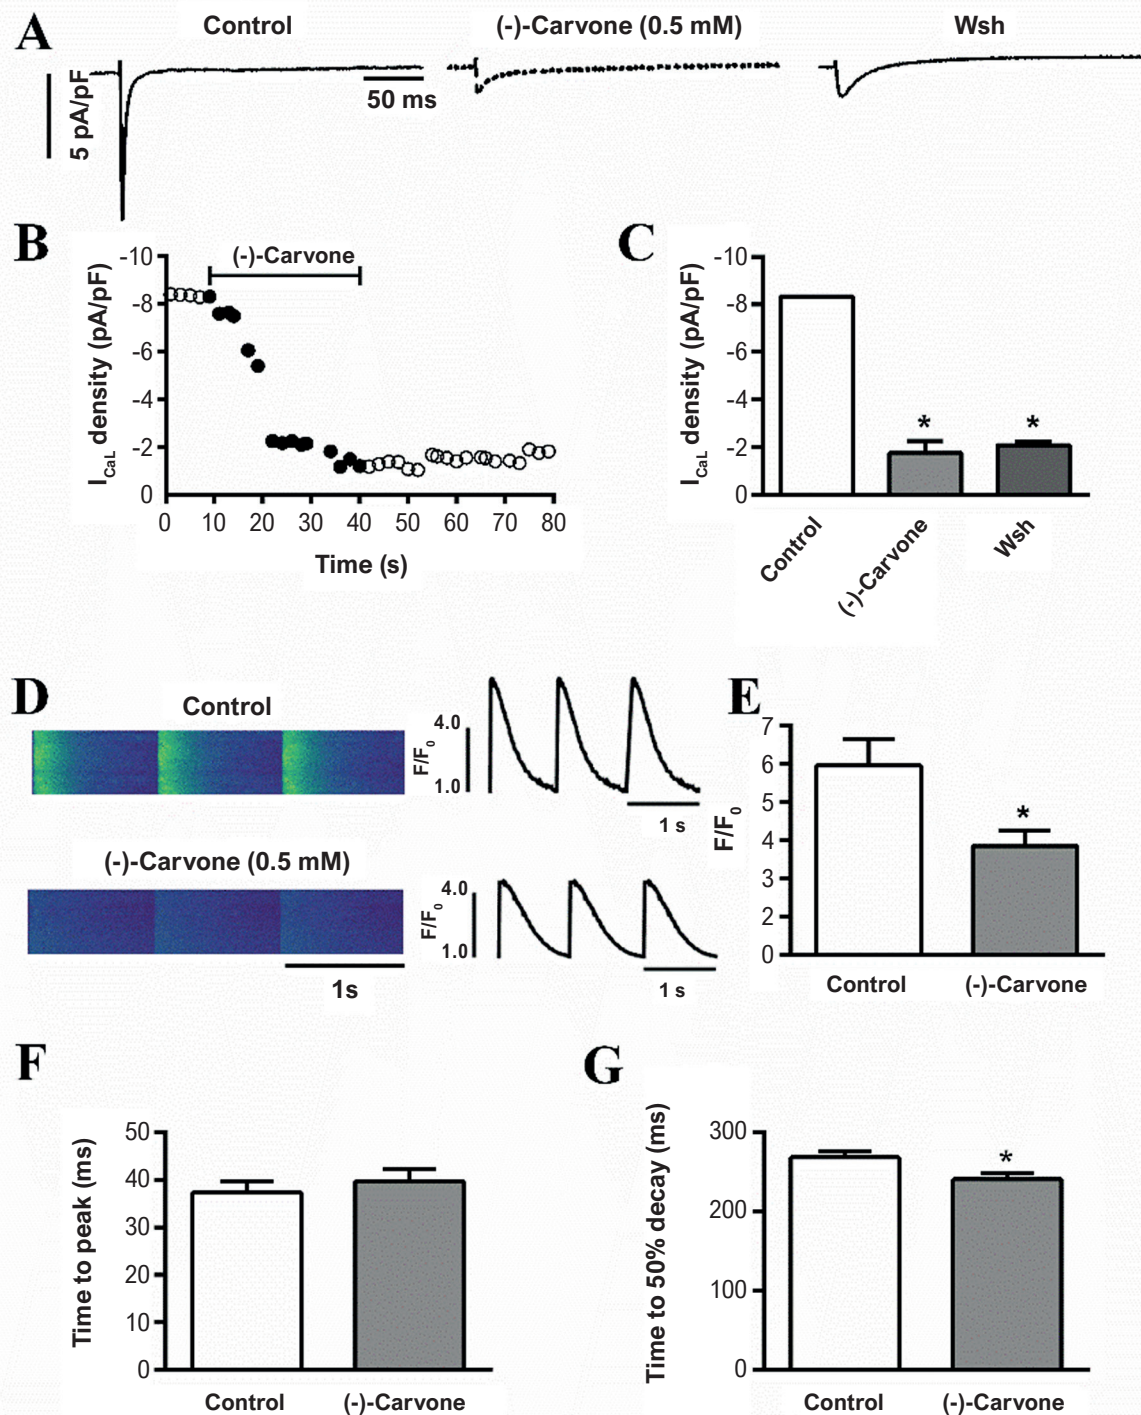 A
Control
(-)-Carvone (0.5 mM)
Wsh
5 pA/pF
50 ms
B
(-)-Carvone
I_CaL density (pA/pF)
-10
-8
-6
-4
-2
0
0 10 20 30 40 50 60 70 80
Time (s)
C
I_CaL density (pA/pF)
-10
-8
-6
-4
-2
0
* *
Control
(-)-Carvone
Wsh
D
Control
F/F0
4.0
1.0
1 s
(-)-Carvone (0.5 mM)
1s
F/F0
4.0
1.0
1 s
E
F/F0
7
6
5
4
3
2
1
0
*
Control (-)-Carvone
F
Time to peak (ms)
50
40
30
20
10
0
Control (-)-Carvone
G
Time to 50% decay (ms)
300
200
100
0
*
Control (-)-Carvone